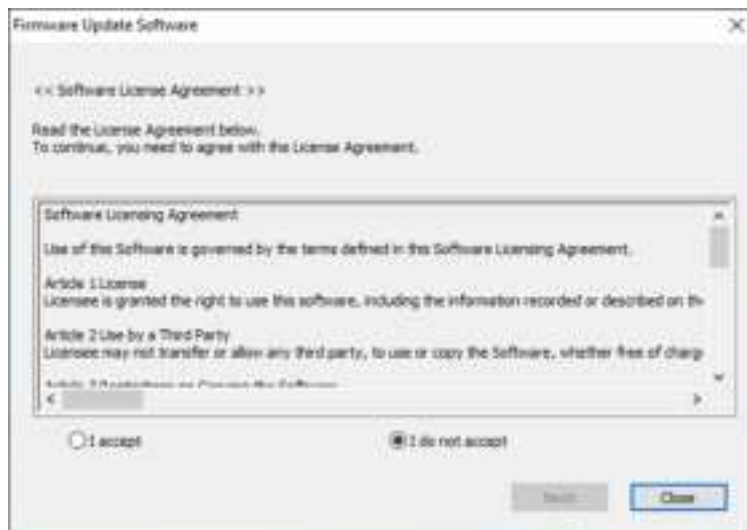 Firmware Update Software
<< Software License Agreement >>
Read the License Agreement below.
To continue, you need to agree with the License Agreement.
Software Licensing Agreement
Use of this Software is governed by the terms defined in this Software Licensing Agreement.
Article 1 License
Licensee is granted the right to use this software, including the information recorded or described on
Article 2 Use by a Third Party
Licensee may not transfer or allow any third party, to use or copy the Software, whether free of
I accept
I do not accept
Next
Close